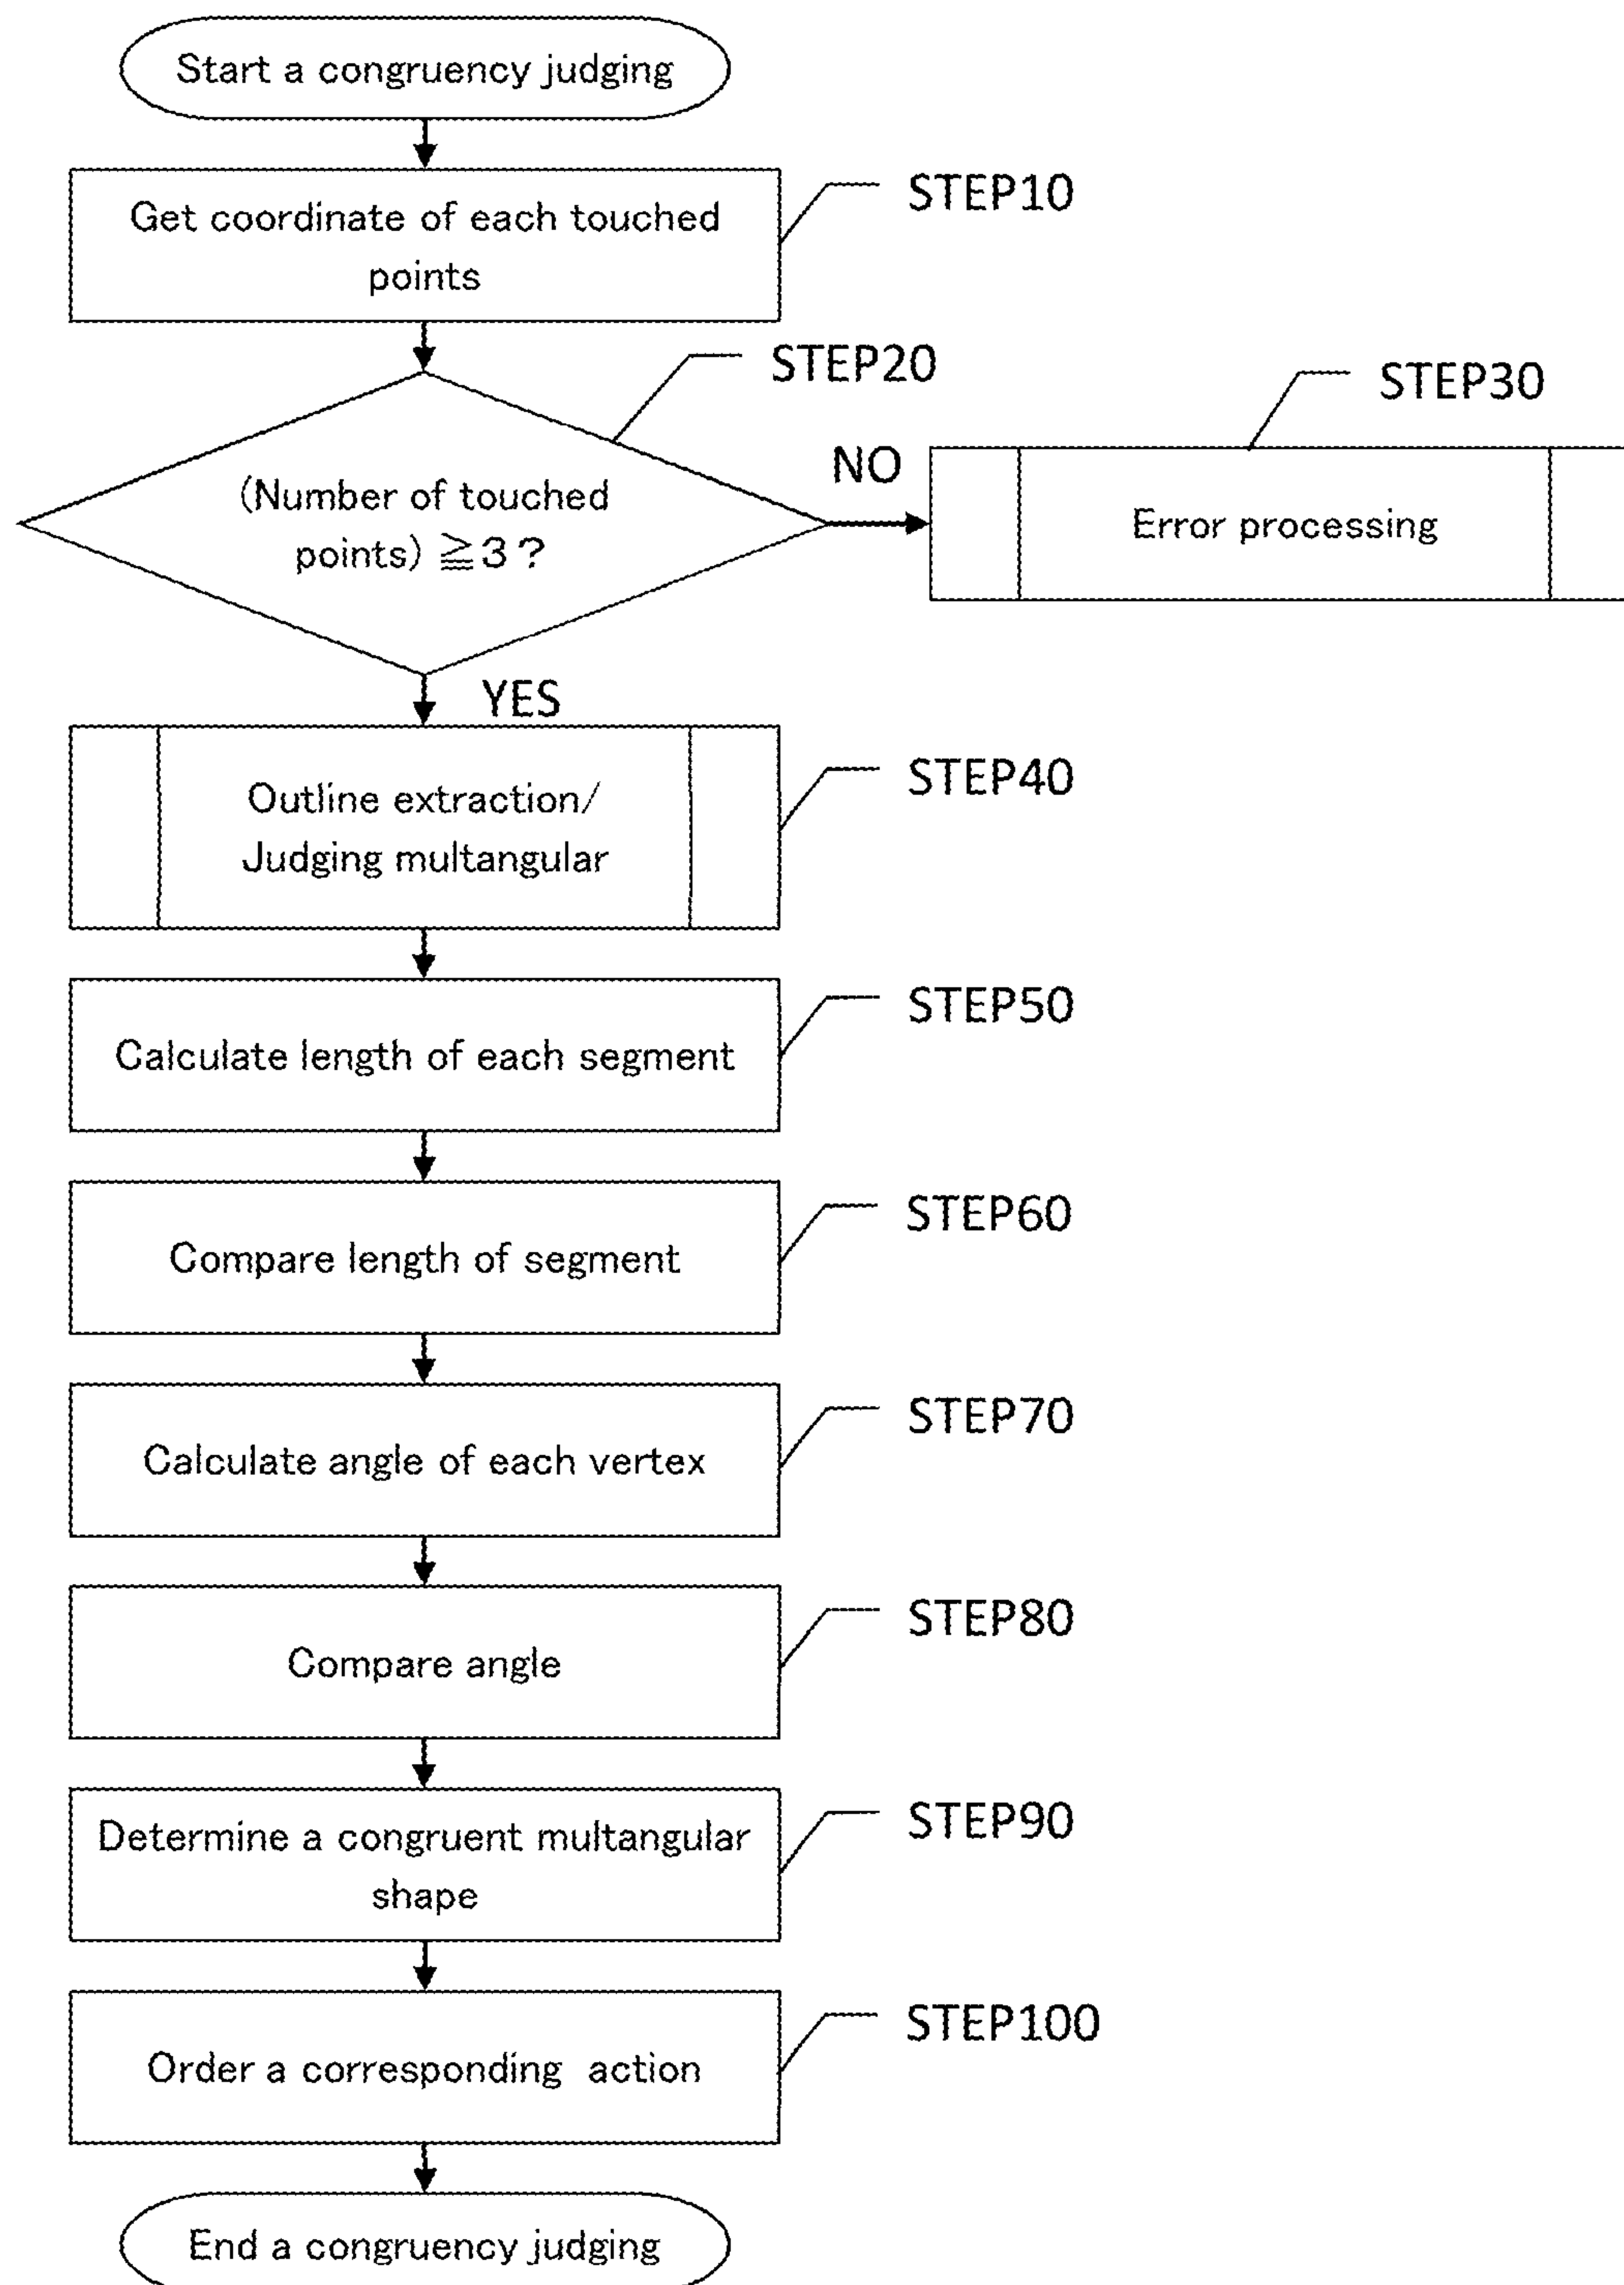 Start a congruency judging
STEP10
Get coordinate of each touched
points
STEP20
STEP30
NO
(Number of touched
points) ≧3?
Error processing
YES
STEP40
Outline extraction/
Judging multangular
STEP50
Calculate length of each segment
STEP60
Compare length of segment
STEP70
Calculate angle of each vertex
STEP80
Compare angle
STEP90
Determine a congruent multangular
shape
STEP100
Order a corresponding action
End a congruency judging